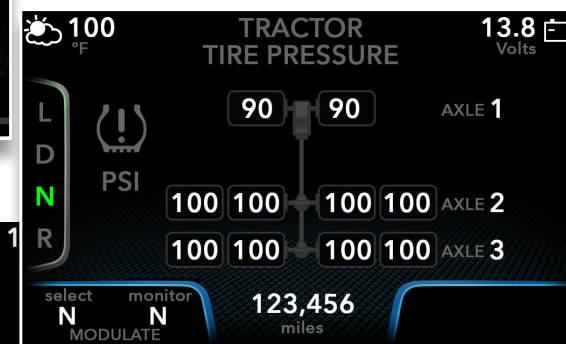 100
°F
TRACTOR
TIRE PRESSURE
13.8
Volts
L
D
N
R
PSI
90 90 AXLE 1
100 100 100 100 AXLE 2
100 100 100 100 AXLE 3
1
select monitor
N N
MODULATE
123,456
miles